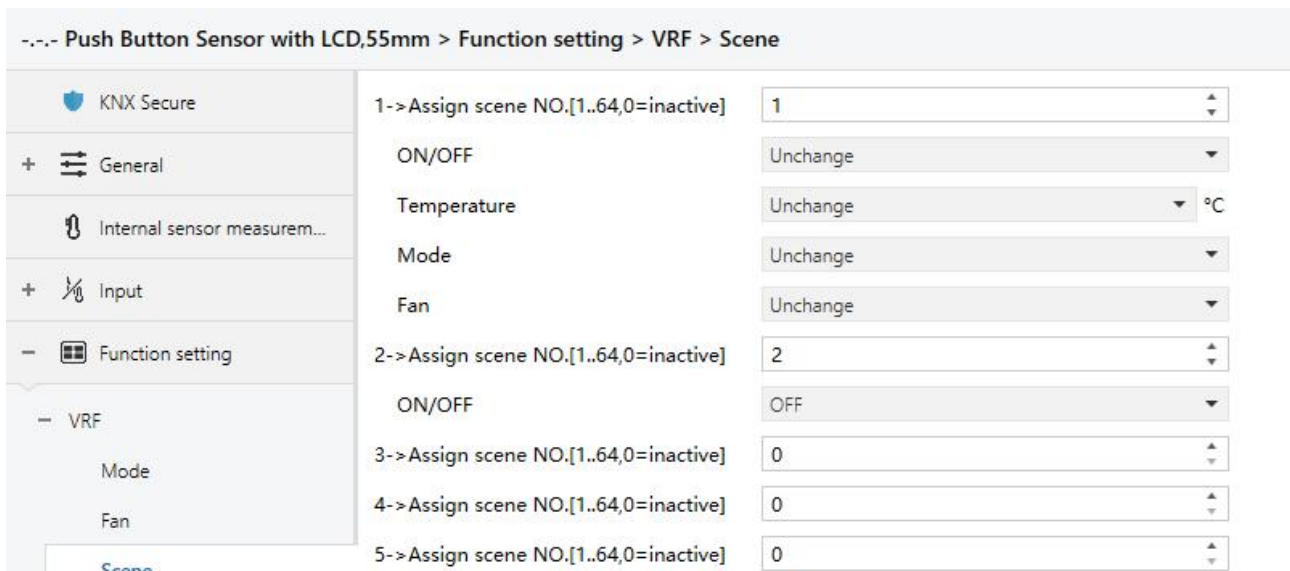 -.-.- Push Button Sensor with LCD,55mm > Function setting > VRF > Scene
KNX Secure
+ General
Internal sensor measurem...
+ Input
- Function setting
- VRF
Mode
Fan
Scene
1->Assign scene NO.[1..64,0=inactive] 1
ON/OFF Unchange
Temperature Unchange °C
Mode Unchange
Fan Unchange
2->Assign scene NO.[1..64,0=inactive] 2
ON/OFF OFF
3->Assign scene NO.[1..64,0=inactive] 0
4->Assign scene NO.[1..64,0=inactive] 0
5->Assign scene NO.[1..64,0=inactive] 0